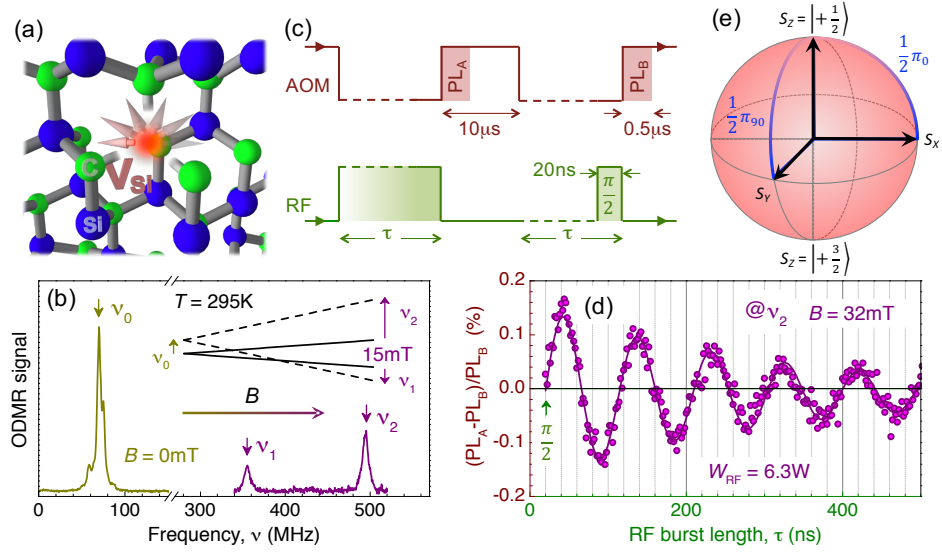 (a)
C
V_Si
Si
(c)
AOM
PL_A
PL_B
10μs
0.5μs
RF
20ns
π/2
τ
τ
(e)
S_Z = |+1/2⟩
1/2 π_0
1/2 π_90
S_X
S_Y
S_Z = |+3/2⟩
(b)
ν_0
T = 295K
ν_0
ν_2
15mT
ν_1
B
ν_1
ν_2
B = 0mT
ODMR signal
0 100 300 400 500
Frequency, ν (MHz)
(d)
@ν_2 B = 32mT
(PL_A-PL_B)/PL_B (%)
0.2
0.1
0.0
-0.1
-0.2
π/2
W_RF = 6.3W
0 200 400
RF burst length, τ (ns)